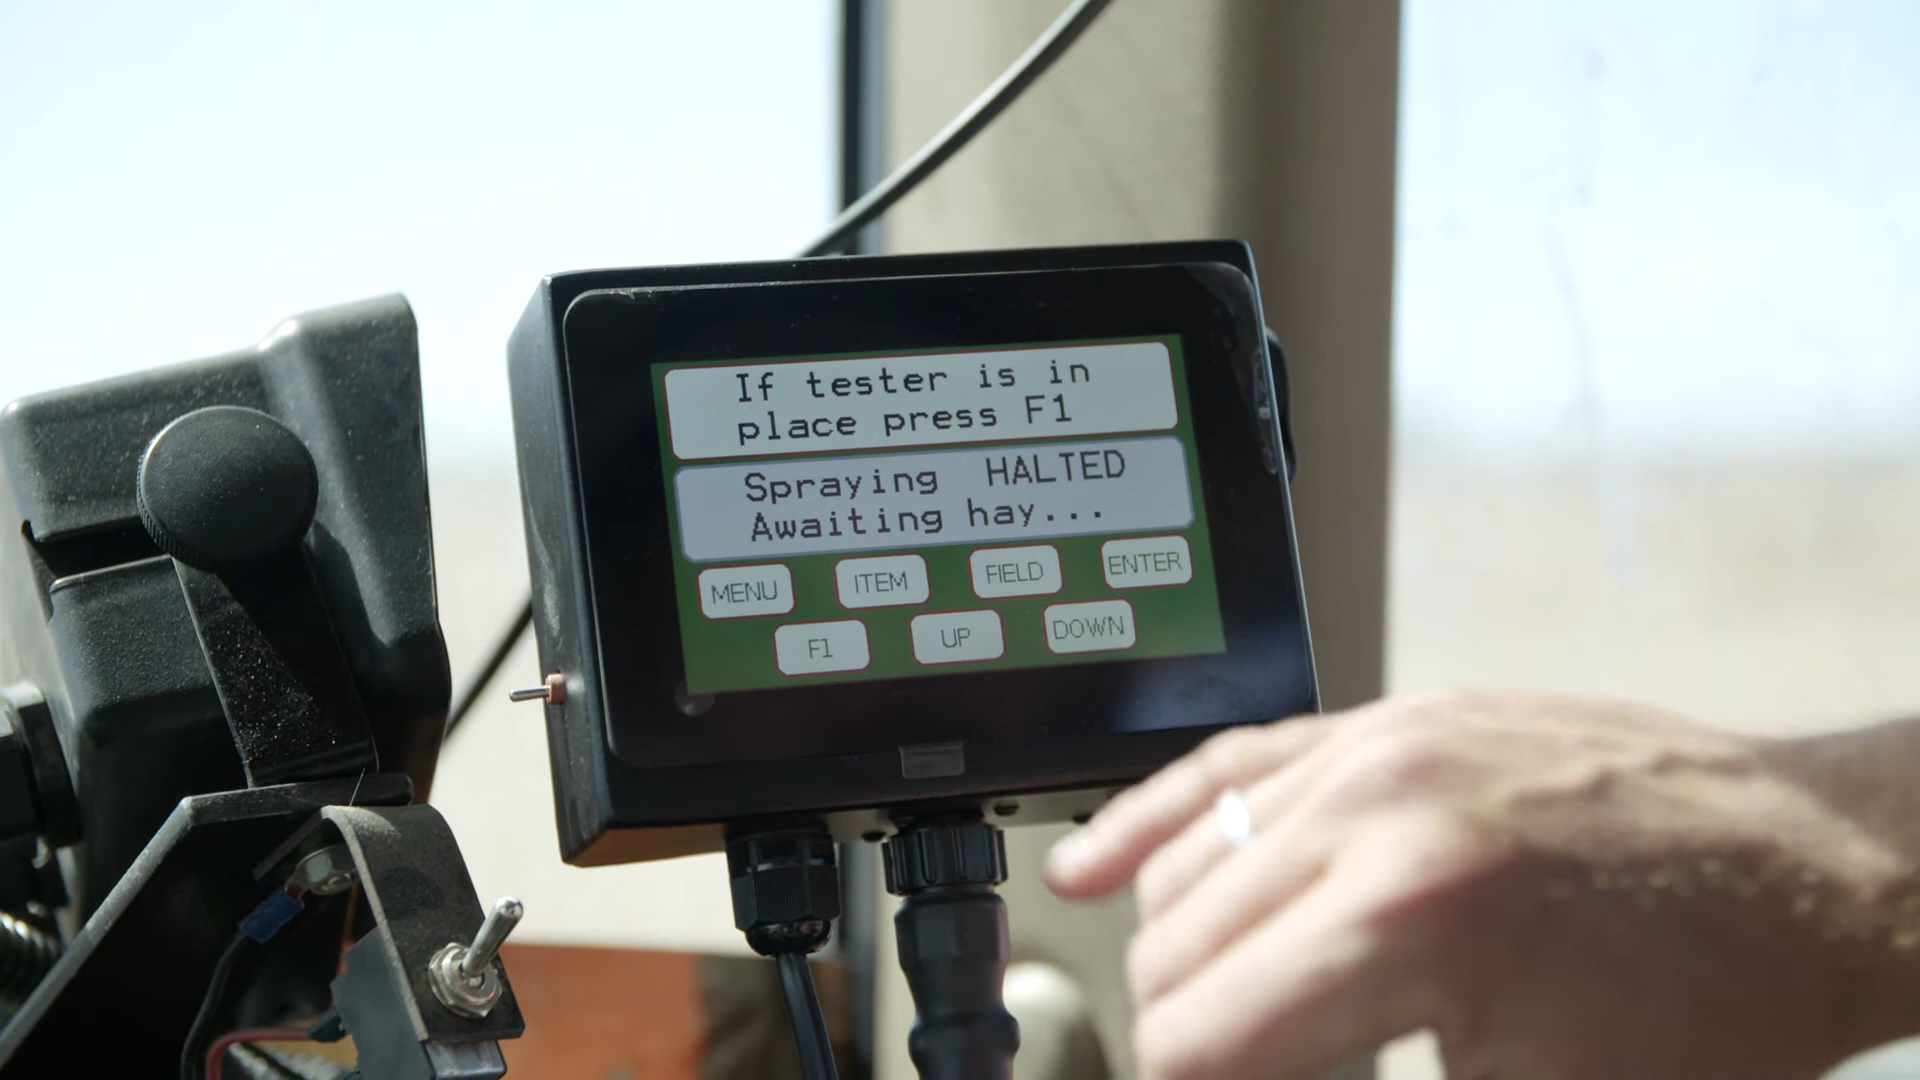 If tester is in
place press F1
Spraying HALTED
Awaiting hay...
MENU ITEM FIELD ENTER
F1 UP DOWN